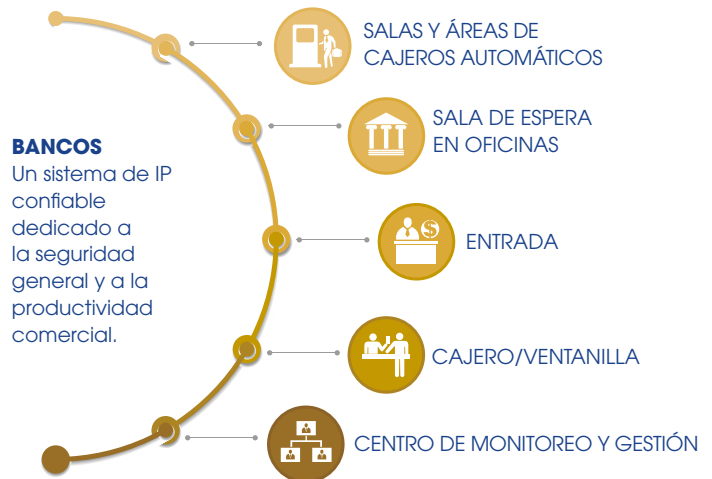 BANCOS
Un sistema de IP
confiable
dedicado a
la seguridad
general y a la
productividad
comercial.
SALAS Y ÁREAS DE
CAJEROS AUTOMÁTICOS
SALA DE ESPERA
EN OFICINAS
$
ENTRADA
CAJERO/VENTANILLA
CENTRO DE MONITOREO Y GESTIÓN